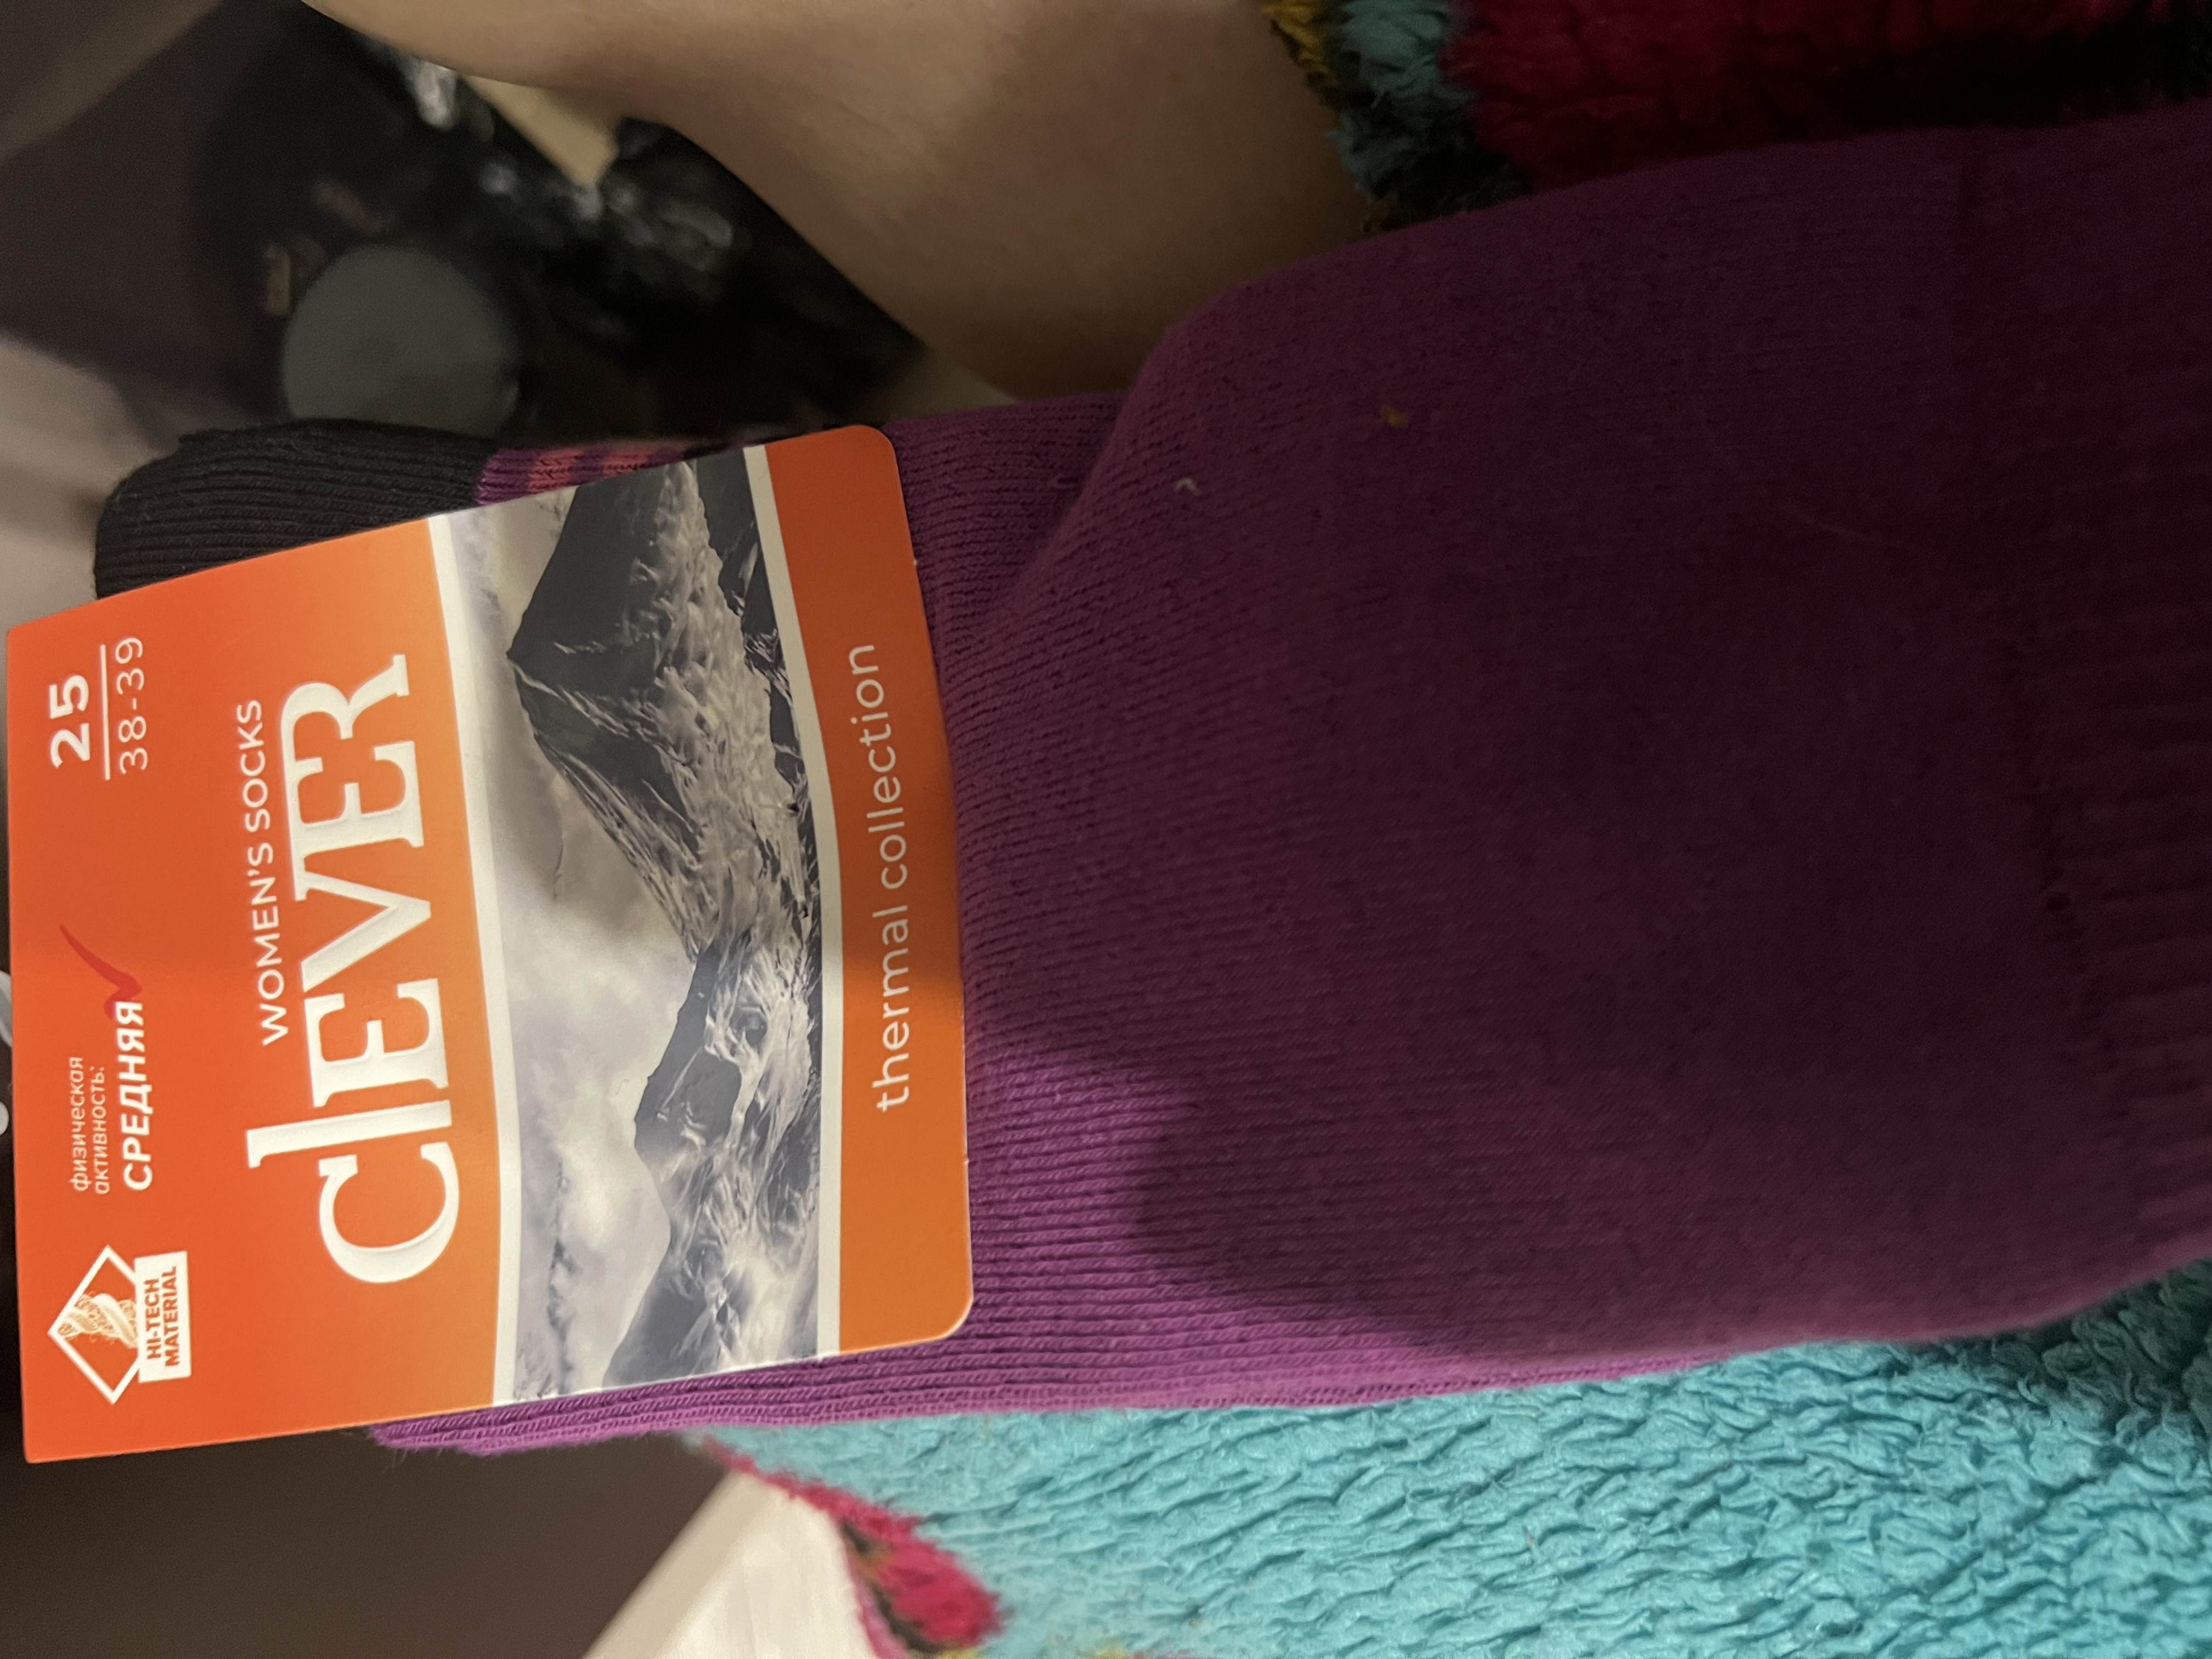 HI-TECH
MATERIAL
физическая
активность:
СРЕДНЯЯ
25
38-39
WOMEN'S SOCKS
clEVER
thermal collection